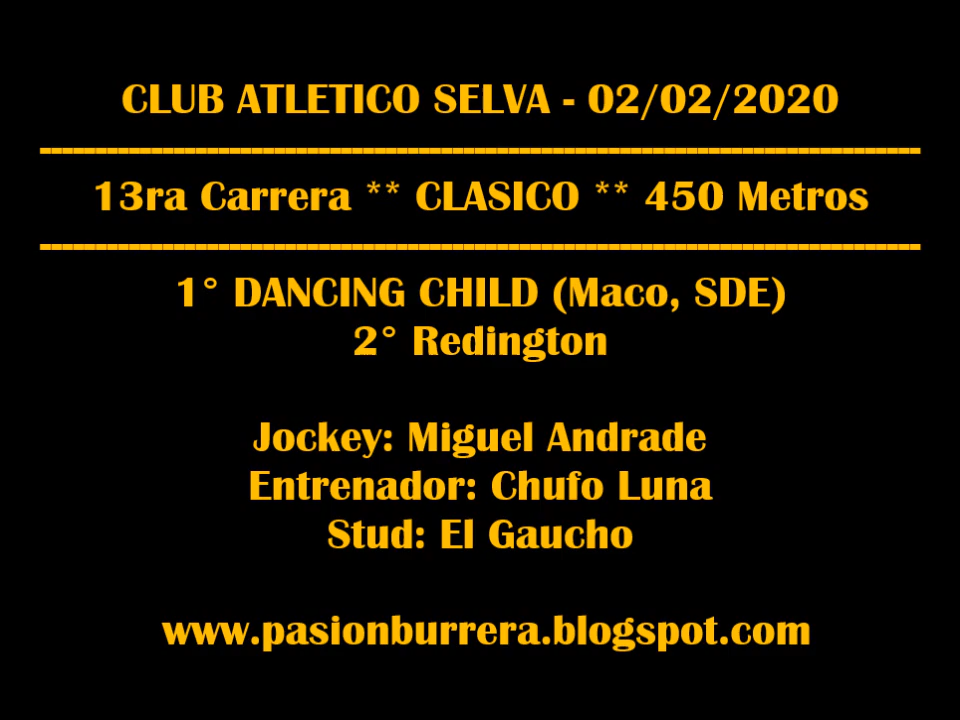 CLUB ATLETICO SELVA - 02/02/2020
--------------------------------------------------------------------------------
13ra Carrera ** CLASICO ** 450 Metros
--------------------------------------------------------------------------------
1° DANCING CHILD (Maco, SDE)
2° Redington
Jockey: Miguel Andrade
Entrenador: Chufo Luna
Stud: El Gaucho
www.pasionburrera.blogspot.com